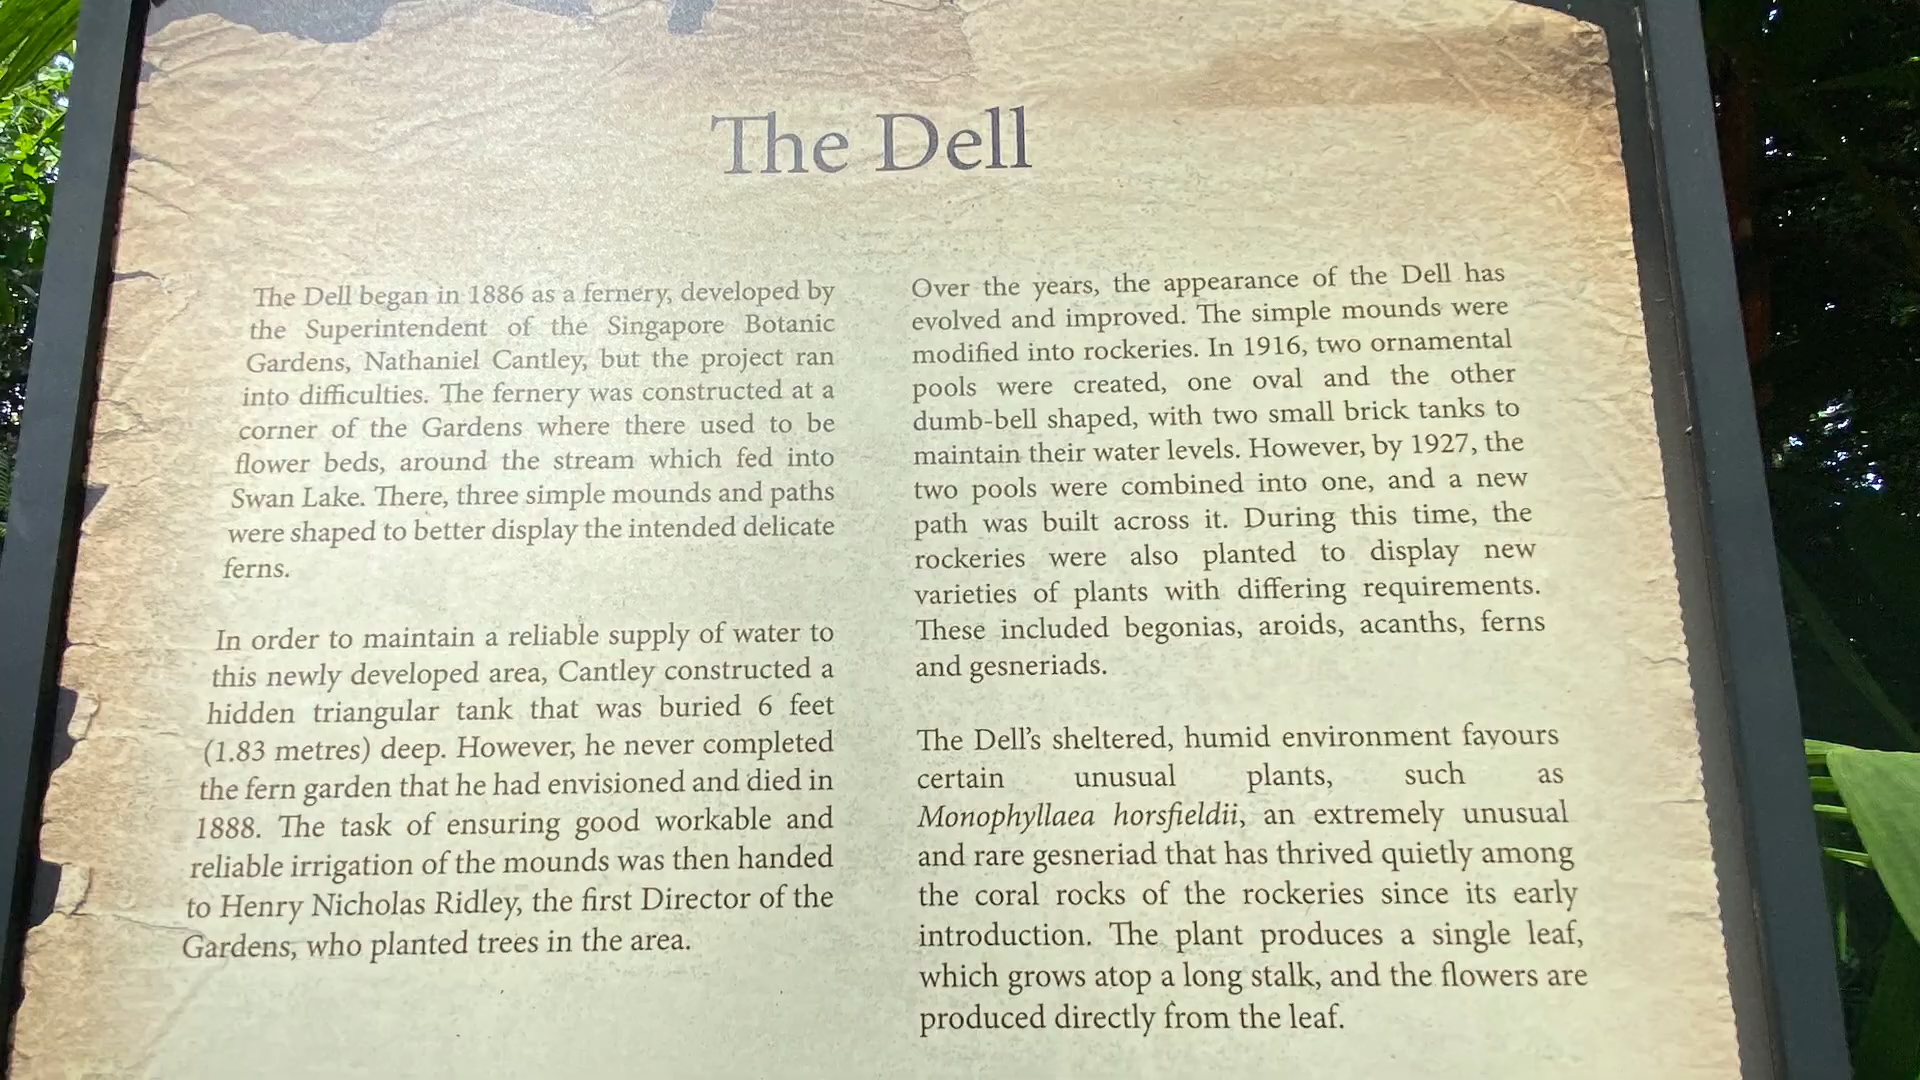 The Dell
The Dell began in 1886 as a fernery, developed by
the Superintendent of the Singapore Botanic
Gardens, Nathaniel Cantley, but the project ran
into difficulties. The fernery was constructed at a
corner of the Gardens where there used to be
flower beds, around the stream which fed into
Swan Lake. There, three simple mounds and paths
were shaped to better display the intended delicate
ferns.
In order to maintain a reliable supply of water to
this newly developed area, Cantley constructed a
hidden triangular tank that was buried 6 feet
(1.83 metres) deep. However, he never completed
the fern garden that he had envisioned and died in
1888. The task of ensuring good workable and
reliable irrigation of the mounds was then handed
to Henry Nicholas Ridley, the first Director of the
Gardens, who planted trees in the area.
Over the years, the appearance of the Dell has
evolved and improved. The simple mounds were
modified into rockeries. In 1916, two ornamental
pools were created, one oval and the other
dumb-bell shaped, with two small brick tanks to
maintain their water levels. However, by 1927, the
two pools were combined into one, and a new
path was built across it. During this time, the
rockeries were also planted to display new
varieties of plants with differing requirements.
These included begonias, aroids, acanths, ferns
and gesneriads.
The Dell's sheltered, humid environment favours
certain unusual plants, such as
Monophyllaea horsfieldii, an extremely unusual
and rare gesneriad that has thrived quietly among
the coral rocks of the rockeries since its early
introduction. The plant produces a single leaf,
which grows atop a long stalk, and the flowers are
produced directly from the leaf.